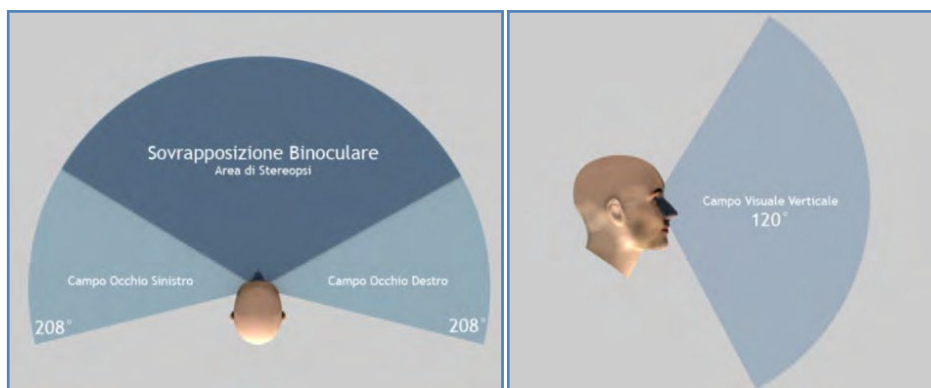 Sovrapposizione Binoculare
Area di Stereopsi
Campo Occhio Sinistro
Campo Occhio Destro
208°
208°
Campo Visuale Verticale
120°